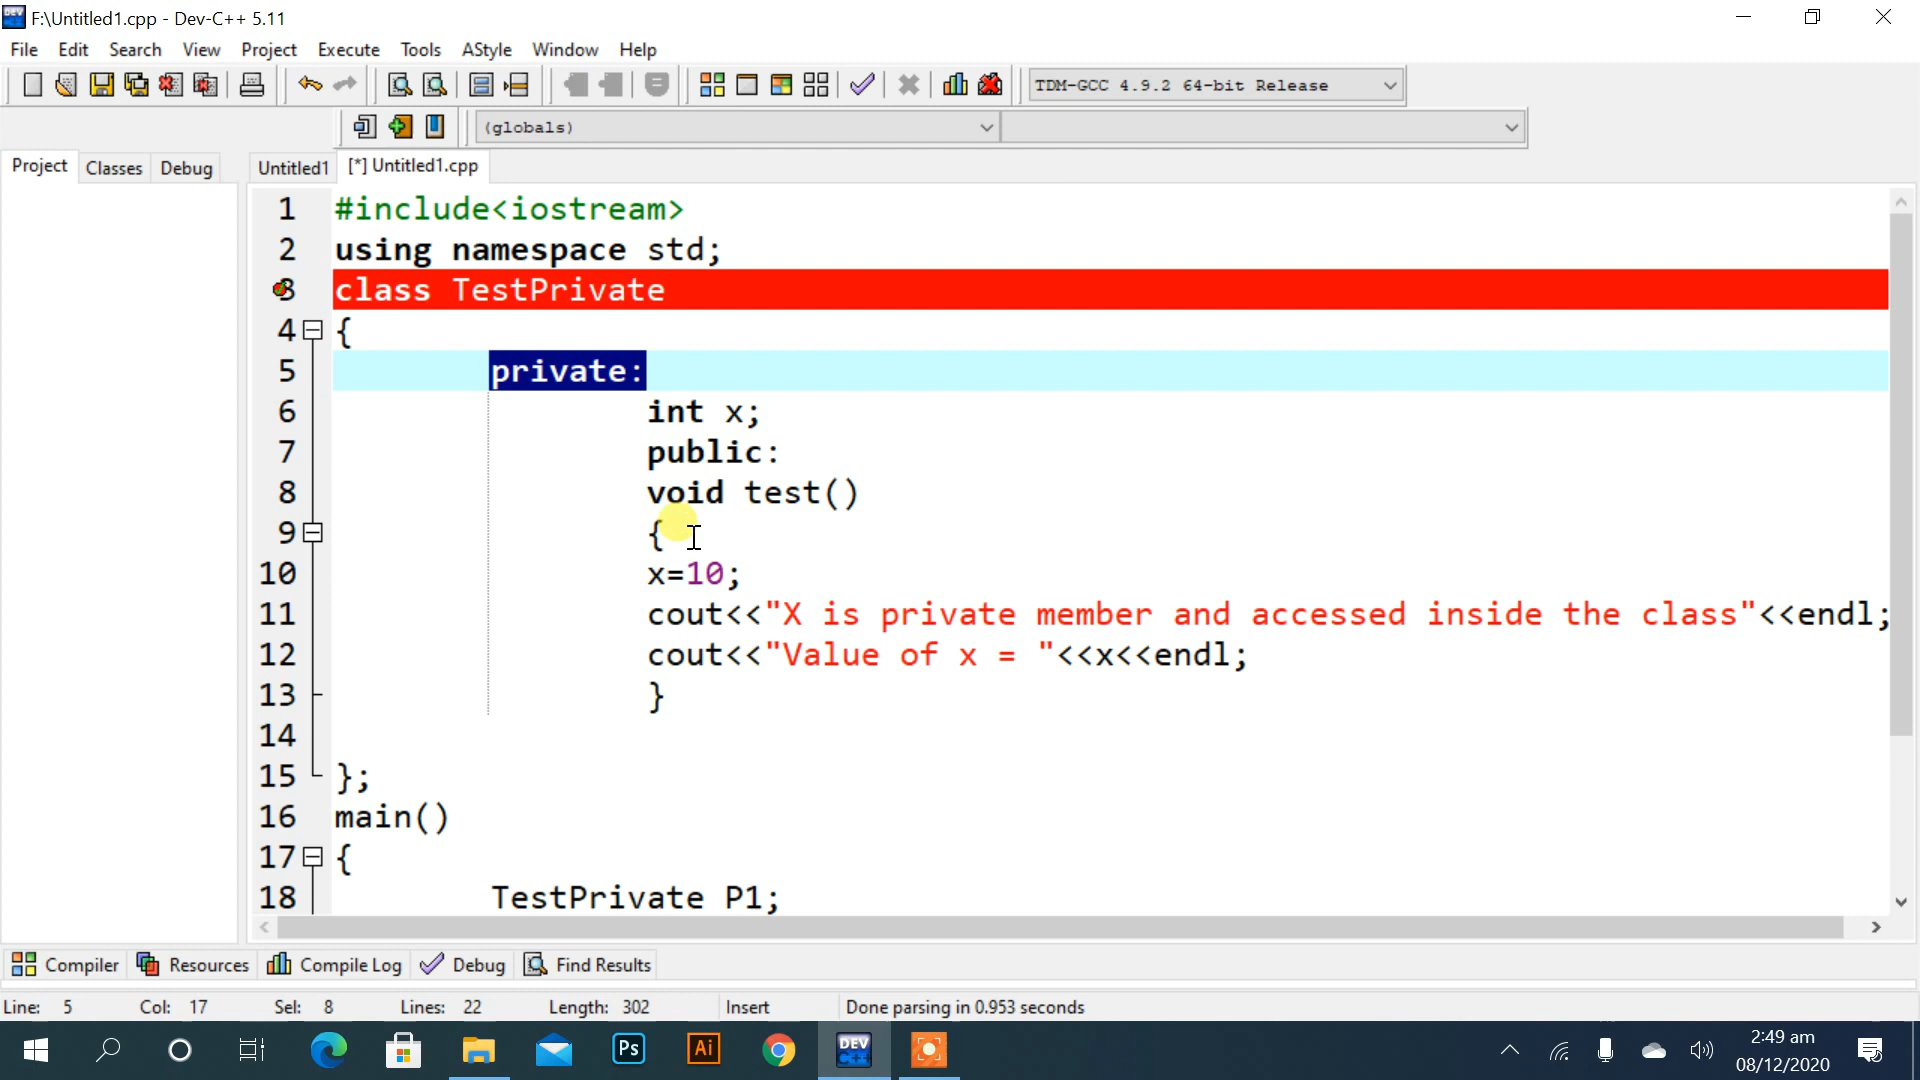 F:\Untitled1.cpp - Dev-C++ 5.11
File Edit Search View Project Execute Tools AStyle Window Help
TDM-GCC 4.9.2 64-bit Release
(globals)
Project Classes Debug Untitled1 [*] Untitled1.cpp
1 #include<iostream>
2 using namespace std;
3 class TestPrivate
4 {
5 private:
6 int x;
7 public:
8 void test()
9 {
10 x=10;
11 cout<<"X is private member and accessed inside the class"<<endl;
12 cout<<"Value of x = "<<x<<endl;
13 }
14
15 };
16 main()
17 {
18 TestPrivate P1;
Compiler Resources Compile Log Debug Find Results
Line: 5 Col: 17 Sel: 8 Lines: 22 Length: 302 Insert Done parsing in 0.953 seconds
Ps Ai DEV C++
2:49 am
08/12/2020